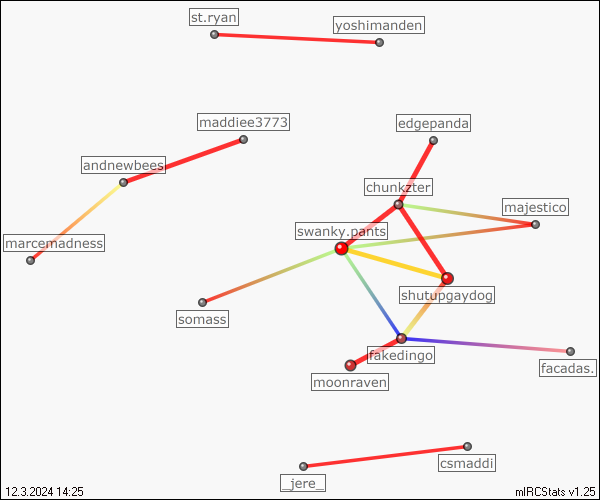 st.ryan
yoshimanden
maddiee3773
edgepanda
andnewbees
chunkzter
majestico
swanky.pants
marcemadness
shutupgaydog
somass
fakedingo
facadas.
moonraven
csmaddi
_jere_
12.3.2024 14:25
mIRCStats v1.25